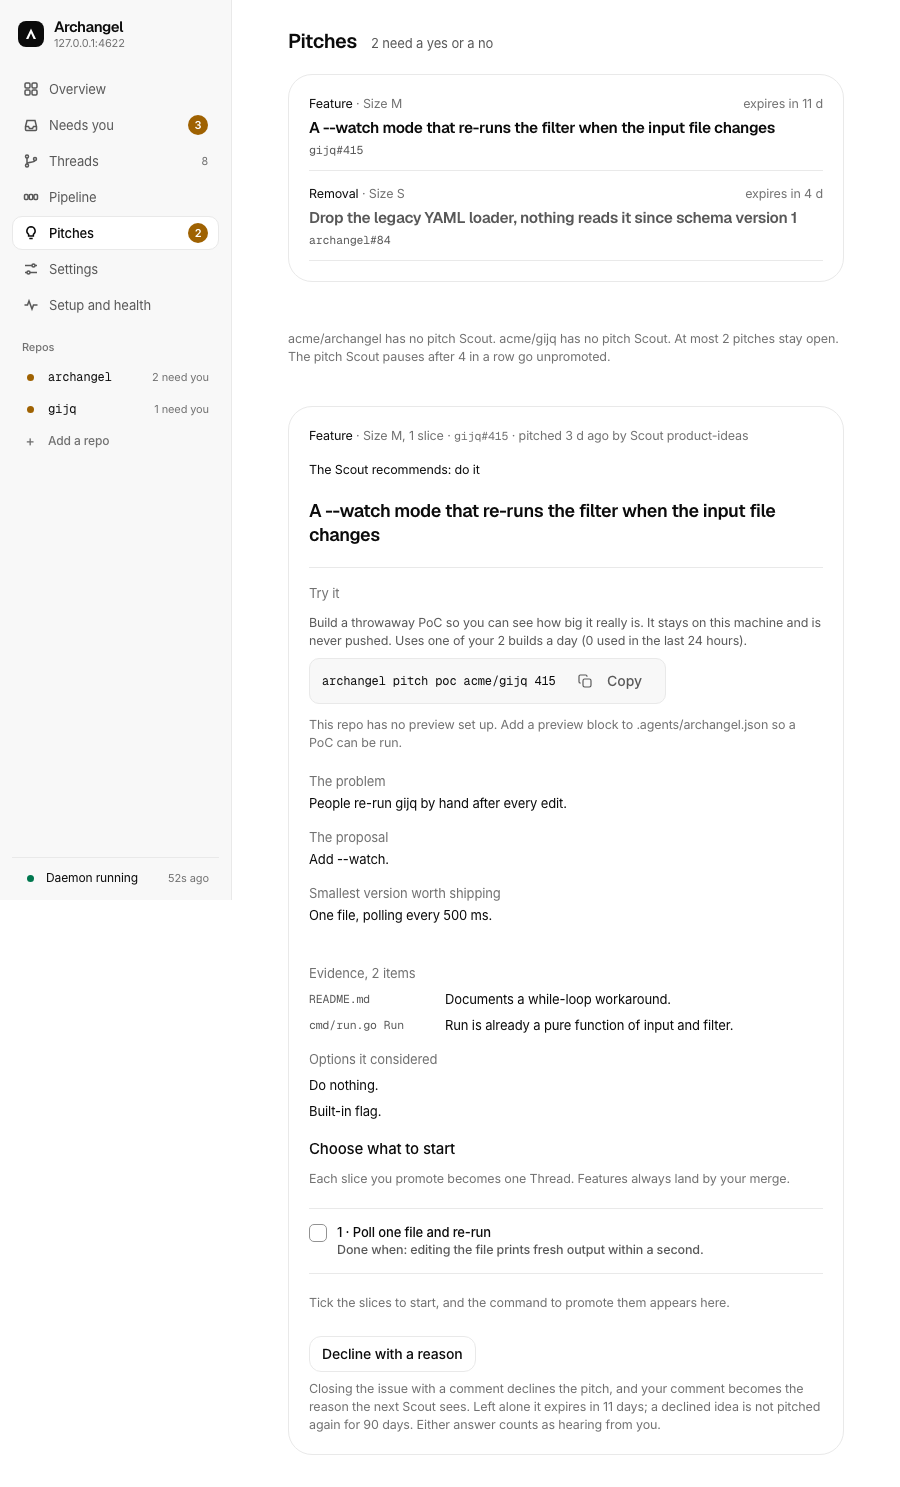 Archangel
127.0.0.1:4622
Overview
Needs you 3
Threads 8
Pipeline
Pitches 2
Settings
Setup and health
Repos
archangel 2 need you
gijq 1 need you
+ Add a repo
Daemon running 52s ago
Pitches 2 need a yes or a no
Feature · Size M expires in 11 d
A --watch mode that re-runs the filter when the input file changes
gijq#415
Removal · Size S expires in 4 d
Drop the legacy YAML loader, nothing reads it since schema version 1
archangel#84
acme/archangel has no pitch Scout. acme/gijq has no pitch Scout. At most 2 pitches stay open.
The pitch Scout pauses after 4 in a row go unpromoted.
Feature · Size M, 1 slice · gijq#415 · pitched 3 d ago by Scout product-ideas
The Scout recommends: do it
A --watch mode that re-runs the filter when the input file
changes
Try it
Build a throwaway PoC so you can see how big it really is. It stays on this machine and is
never pushed. Uses one of your 2 builds a day (0 used in the last 24 hours).
archangel pitch poc acme/gijq 415 Copy
This repo has no preview set up. Add a preview block to .agents/archangel.json so a
PoC can be run.
The problem
People re-run gijq by hand after every edit.
The proposal
Add --watch.
Smallest version worth shipping
One file, polling every 500 ms.
Evidence, 2 items
README.md Documents a while-loop workaround.
cmd/run.go Run Run is already a pure function of input and filter.
Options it considered
Do nothing.
Built-in flag.
Choose what to start
Each slice you promote becomes one Thread. Features always land by your merge.
1 · Poll one file and re-run
Done when: editing the file prints fresh output within a second.
Tick the slices to start, and the command to promote them appears here.
Decline with a reason
Closing the issue with a comment declines the pitch, and your comment becomes the
reason the next Scout sees. Left alone it expires in 11 days; a declined idea is not pitched
again for 90 days. Either answer counts as hearing from you.